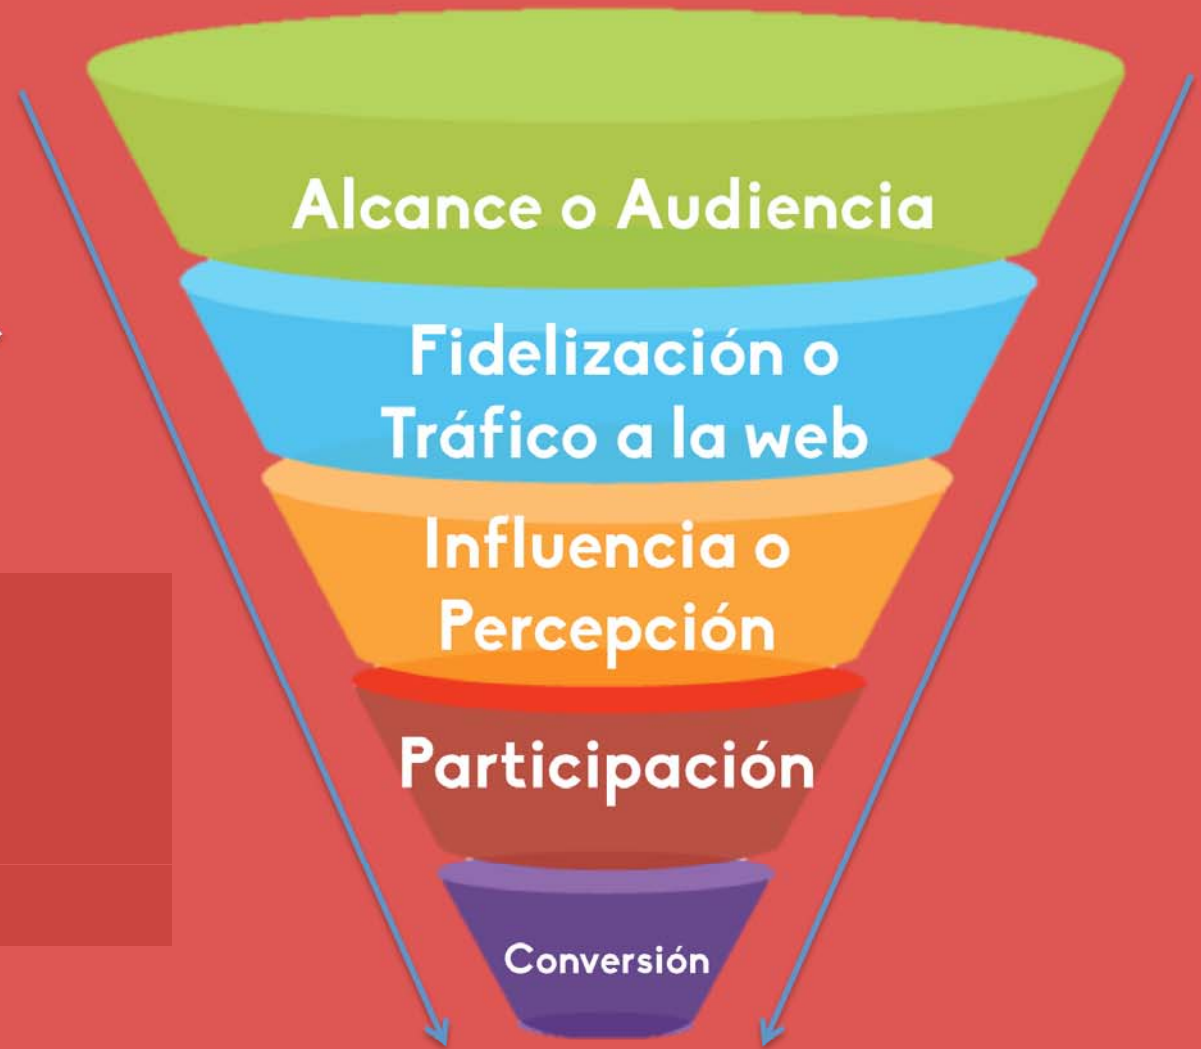 Alcance o Audiencia
Fidelización o
Tráfico a la web
Influencia o
Percepción
Participación
Conversión